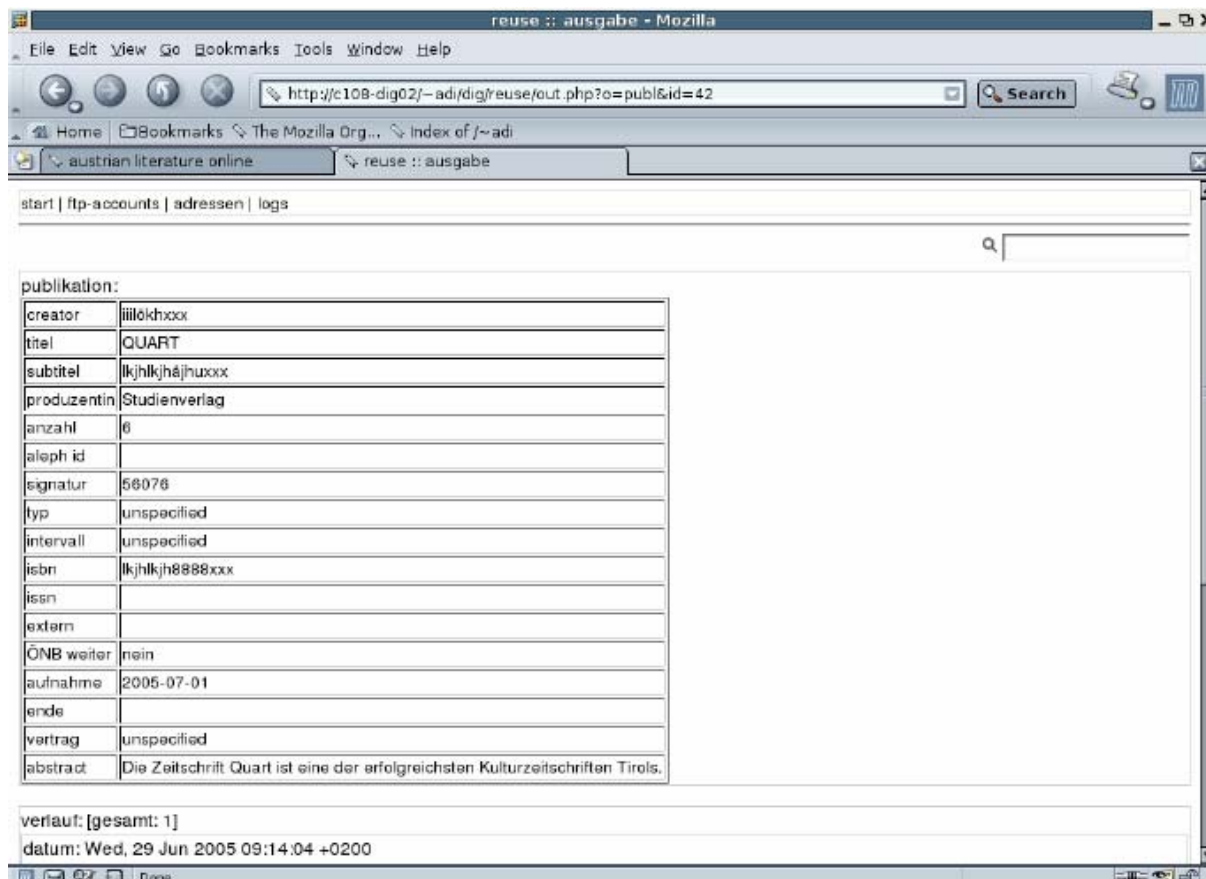 reuse :: ausgabe - Mozilla
File Edit View Go Bookmarks Tools Window Help
http://c108-dig02/~adi/dig/reuse/out.php?o=publ&id=42 Search
Home Bookmarks The Mozilla Org... Index of /~adi
austrian literature online reuse :: ausgabe
start | ftp-accounts | adressen | logs
publikation:
creator
titel QUART
subtitel
produzentin Studienverlag
anzahl 6
aleph id
signatur 56076
typ unspecified
intervall unspecified
isbn lkjhlkjh8888xxx
issn
extern
ÖNB weiter nein
aufnahme 2005-07-01
ende
vertrag unspecified
abstract Die Zeitschrift Quart ist eine der erfolgreichsten Kulturzeitschriften Tirols.
verlauf: [gesamt: 1]
datum: Wed, 29 Jun 2005 09:14:04 +0200
Done